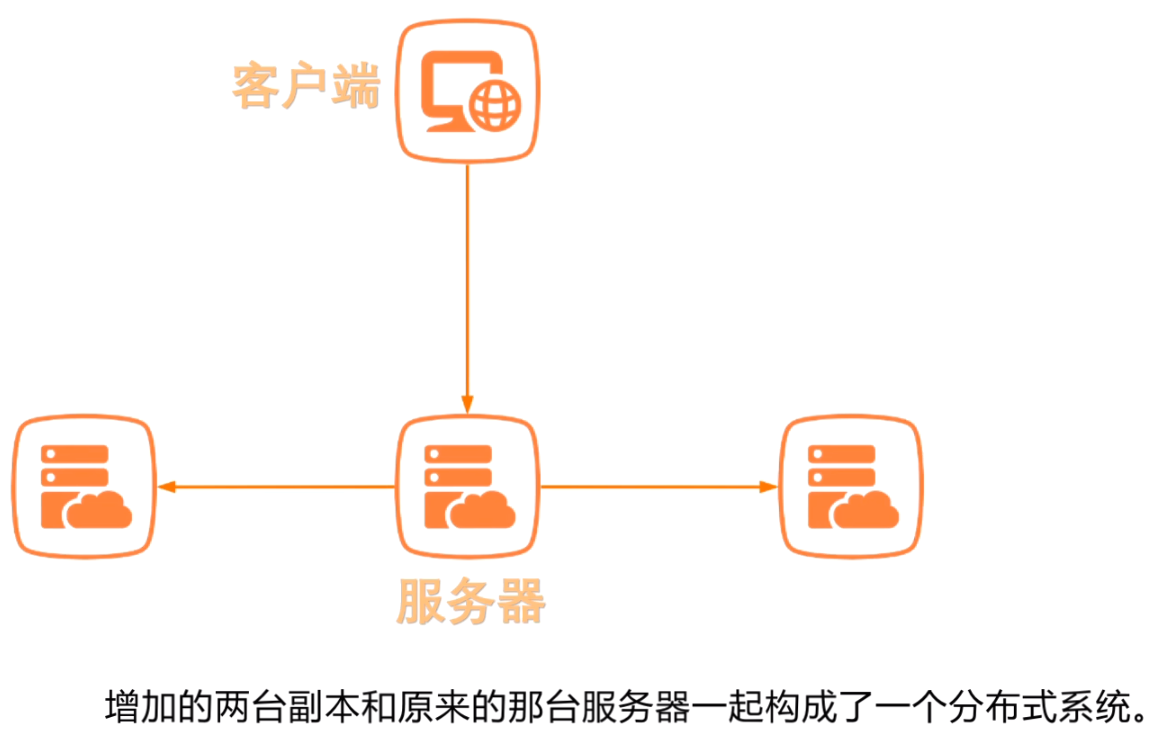 客户端
服务器
增加的两台副本和原来的那台服务器一起构成了一个分布式系统。